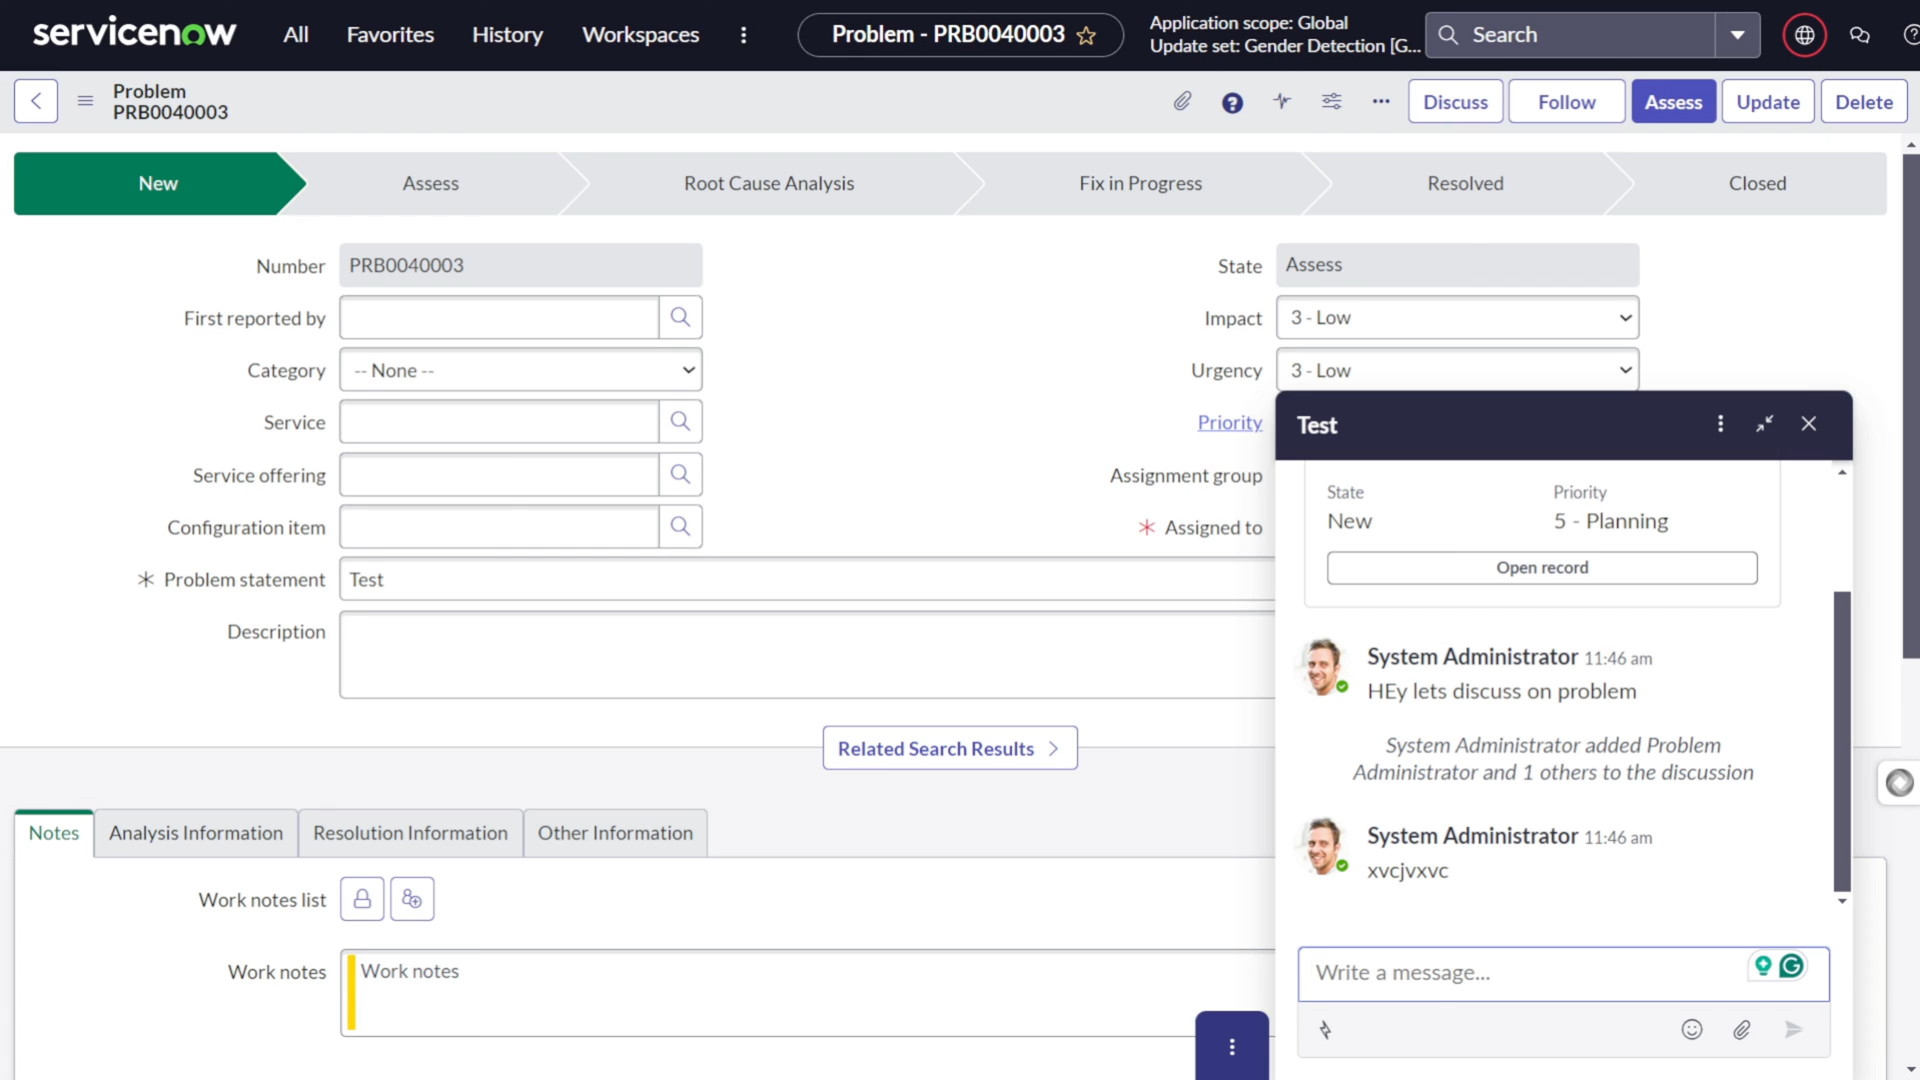 servicenow
All
Favorites
History
Workspaces
Problem - PRB0040003
Application scope: Global
Update set: Gender Detection [G...
Search
Problem
PRB0040003
Discuss
Follow
Assess
Update
Delete
New
Assess
Root Cause Analysis
Fix in Progress
Resolved
Closed
Number
PRB0040003
First reported by
Category
-- None --
Service
Service offering
Configuration item
* Problem statement
Test
Description
State
Assess
Impact
3 - Low
Urgency
3 - Low
Priority
Assignment group
* Assigned to
Related Search Results
Notes
Analysis Information
Resolution Information
Other Information
Work notes list
Work notes
Work notes
Test
State
Priority
New
5 - Planning
Open record
System Administrator 11:46 am
HEy lets discuss on problem
System Administrator added Problem
Administrator and 1 others to the discussion
System Administrator 11:46 am
xvcjvxvc
Write a message...